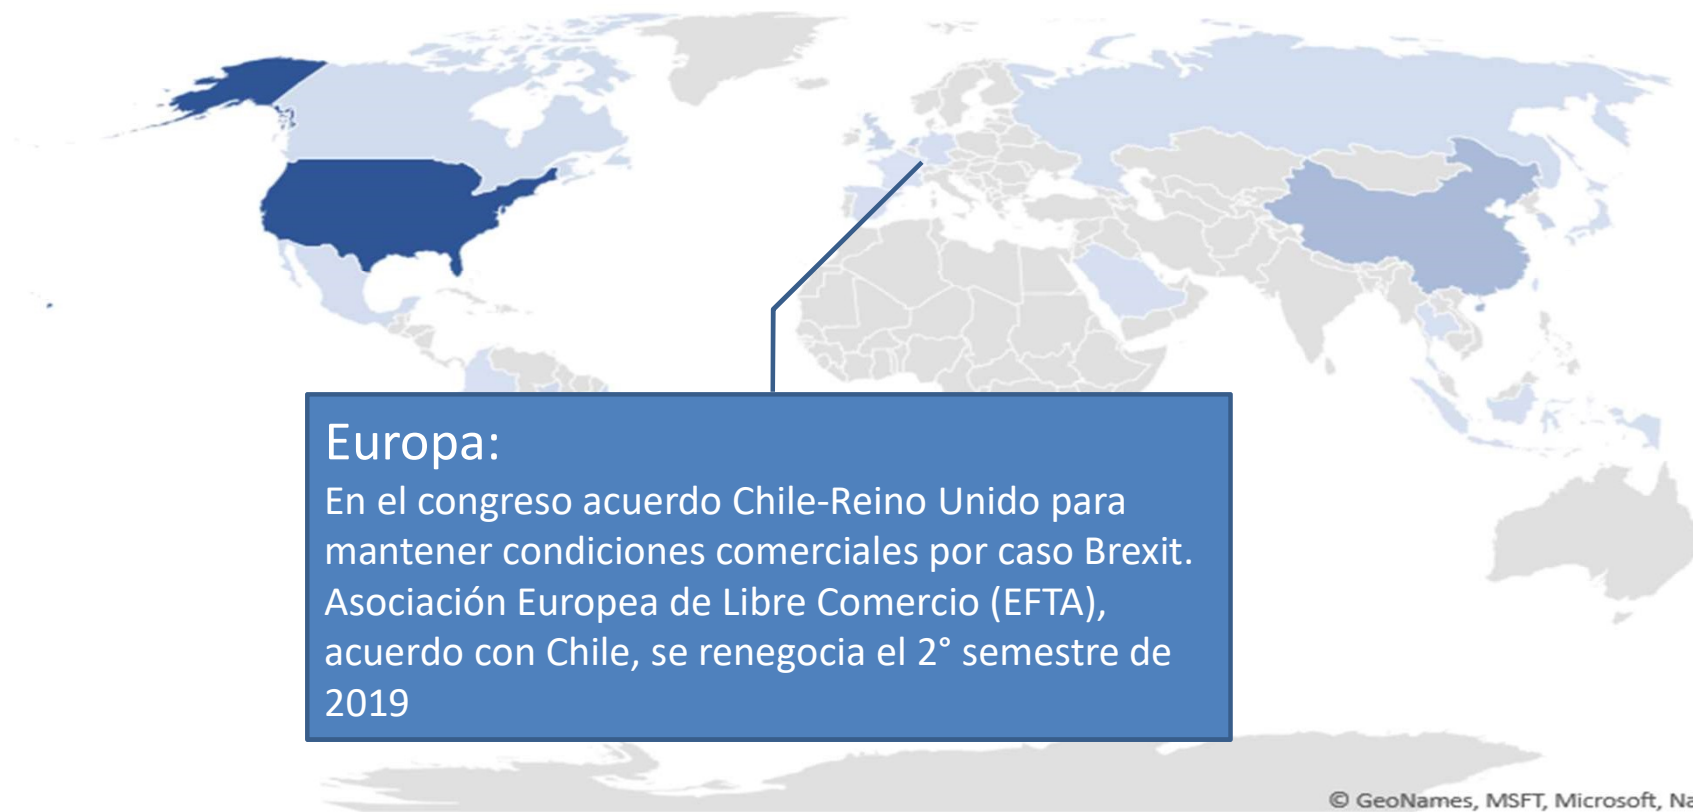 Europa:
En el congreso acuerdo Chile-Reino Unido para
mantener condiciones comerciales por caso Brexit.
Asociación Europea de Libre Comercio (EFTA),
acuerdo con Chile, se renegocia el 2° semestre de
2019
© GeoNames, MSFT, Microsoft,